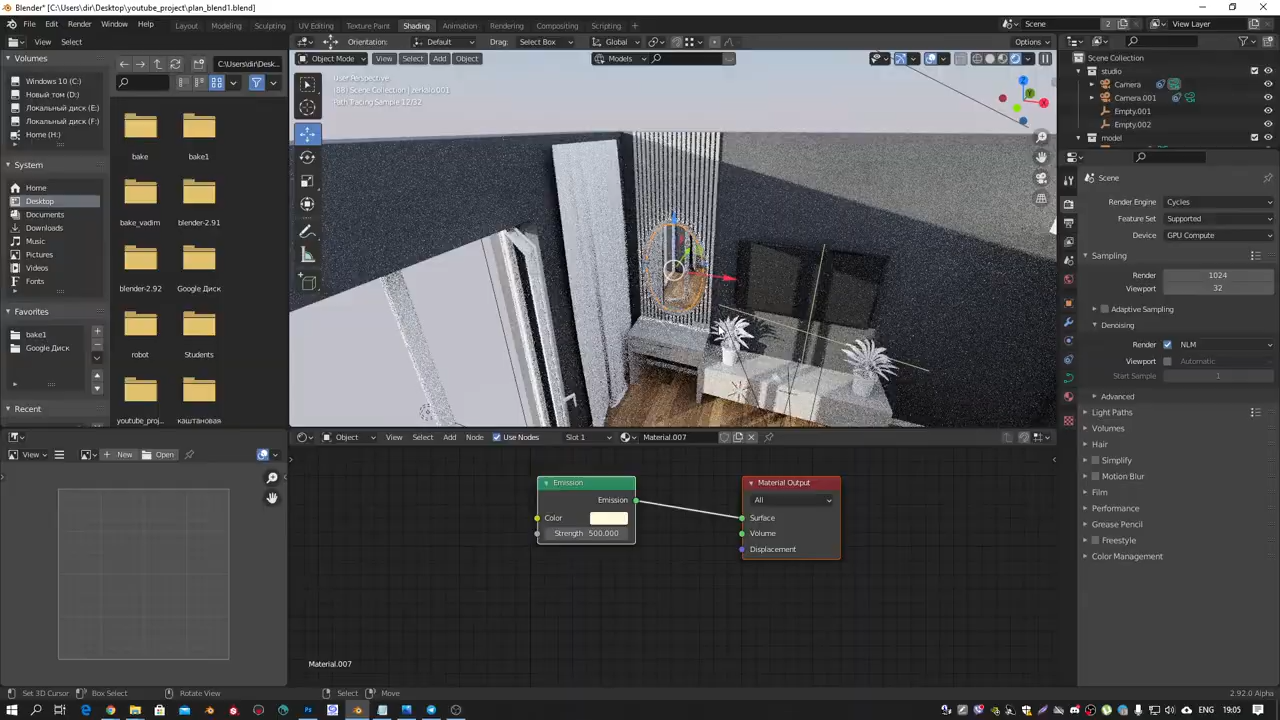 Blender* [C:\Users\dir\Desktop\youtube_project\plan_blend1.blend]
File Edit Render Window Help Layout Modeling Sculpting UV Editing Texture Paint Shading Animation Rendering Compositing Scripting Scene 2 View Layer
View Select Orientation: Default Drag: Select Box Global Options
Volumes C:\Users\dir\Desk... Object Mode View Select Add Object Models Scene Collection
studio
Windows 10 (C:)
Новый том (D:)
Локальный диск (E:)
Локальный диск (F:)
Home (H:)
bake bake1
User Perspective
Path Tracing Sample 12/32
Camera
Camera.001
Empty.001
Empty.002
model
System
Home
Desktop
Documents
Downloads
Music
Pictures
Videos
Fonts
bake_vadim blender-2.91
blender-2.92 Google Диск
Scene
Render Engine Cycles
Feature Set Supported
Device GPU Compute
Sampling
Render 1024
Viewport 32
Adaptive Sampling
Denoising
Render NLM
Viewport Automatic
Start Sample 1
Advanced
Light Paths
Volumes
Hair
Simplify
Motion Blur
Film
Performance
Grease Pencil
Freestyle
Color Management
Favorites
bake1
Google Диск
robot Students
youtube_proj... каштановая
Recent
View New Open
Object View Select Add Node Use Nodes Slot 1 Material.007
Emission
Emission
Color
Strength 500.000
Material Output
All
Surface
Volume
Displacement
Material.007
Set 3D Cursor Box Select Rotate View Select Move 2.92.0 Alpha
ENG 19:05